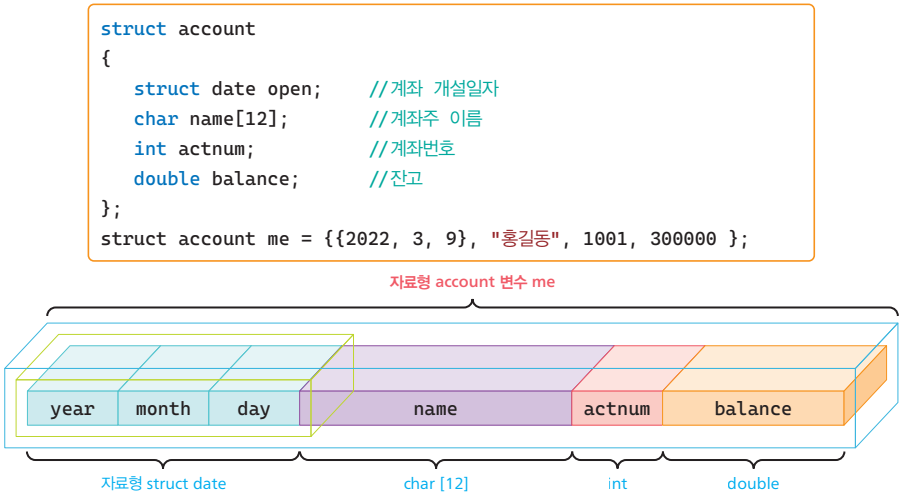 struct account
{
struct date open; //계좌 개설일자
char name[12]; //계좌주 이름
int actnum; //계좌번호
double balance; //잔고
};
struct account me = {{2022, 3, 9}, "홍길동", 1001, 300000 };
자료형 account 변수 me
year month day name actnum balance
자료형 struct date char [12] int double